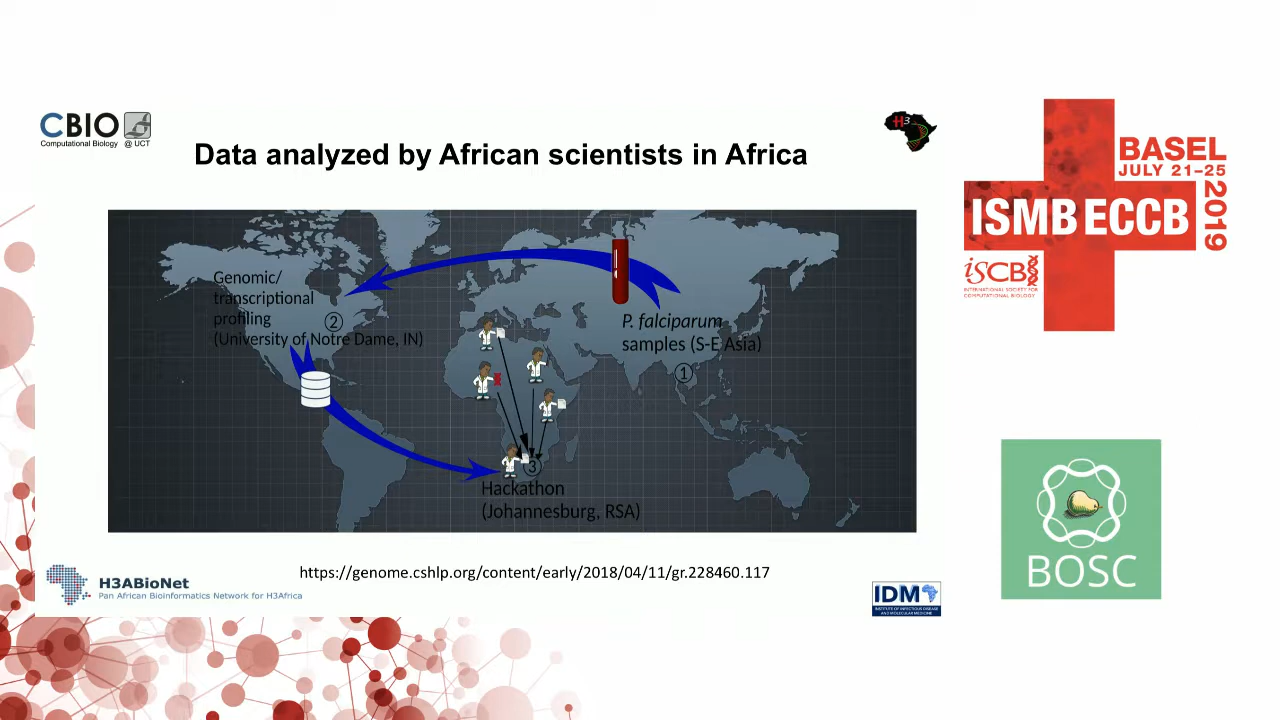 CBIO
Computational Biology @ UCT
H3
Data analyzed by African scientists in Africa
Genomic/
transcriptional
profiling
2
(University of Notre Dame, IN)
P. falciparum
samples (S-E Asia)
1
3
Hackathon
(Johannesburg, RSA)
https://genome.cshlp.org/content/early/2018/04/11/gr.228460.117
H3ABioNet
Pan African Bioinformatics Network for H3Africa
IDM
INSTITUTE OF INFECTIOUS DISEASE
AND MOLECULAR MEDICINE
BASEL
JULY 21–25
2019
ISMB ECCB
iSCB
INTERNATIONAL SOCIETY FOR
COMPUTATIONAL BIOLOGY
BOSC